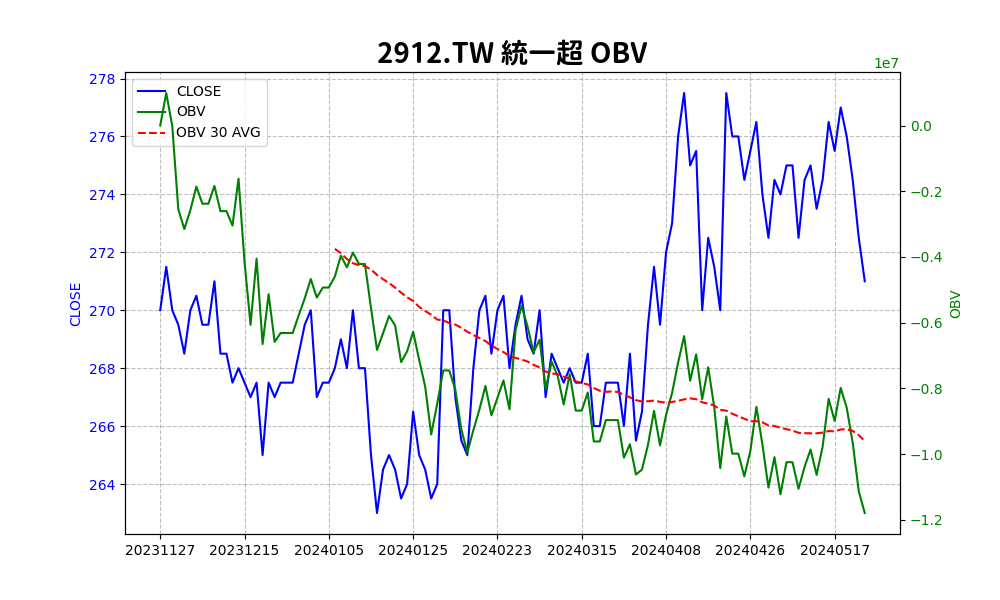 2912.TW 統一超 OBV
1e7
CLOSE
OBV
OBV 30 AVG
278
276
274
272
270
268
266
264
CLOSE
0.0
−0.2
−0.4
−0.6
−0.8
−1.0
−1.2
OBV
20231127 20231215 20240105 20240125 20240223 20240315 20240408 20240426 20240517